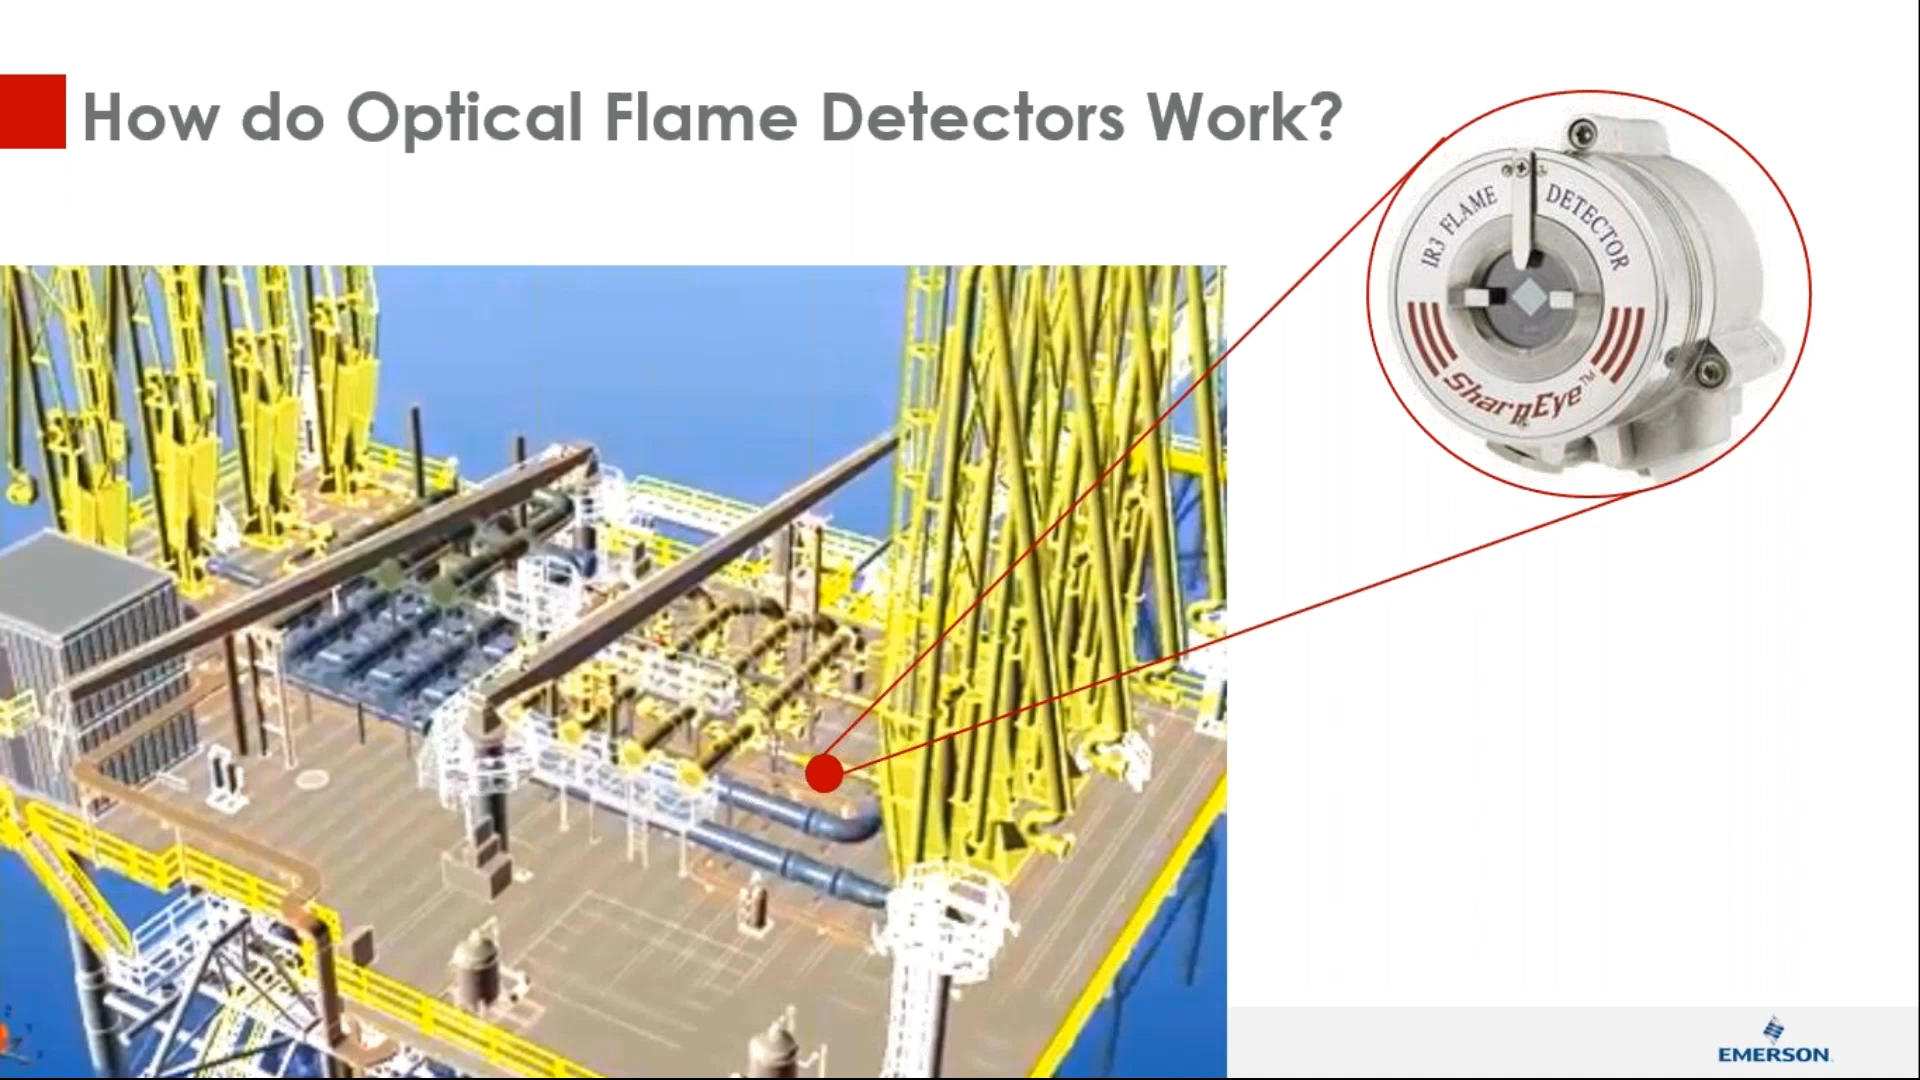 How do Optical Flame Detectors Work?
IR3 FLAME DETECTOR
SharpEye™
EMERSON